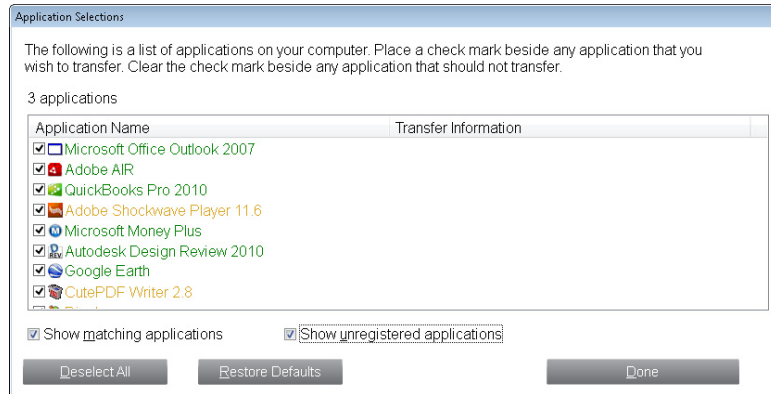 Application Selections
The following is a list of applications on your computer. Place a check mark beside any application that you
wish to transfer. Clear the check mark beside any application that should not transfer.
3 applications
Application Name Transfer Information
Microsoft Office Outlook 2007
Adobe AIR
QuickBooks Pro 2010
Adobe Shockwave Player 11.6
Microsoft Money Plus
Autodesk Design Review 2010
Google Earth
CutePDF Writer 2.8
Show matching applications Show unregistered applications
Deselect All Restore Defaults Done